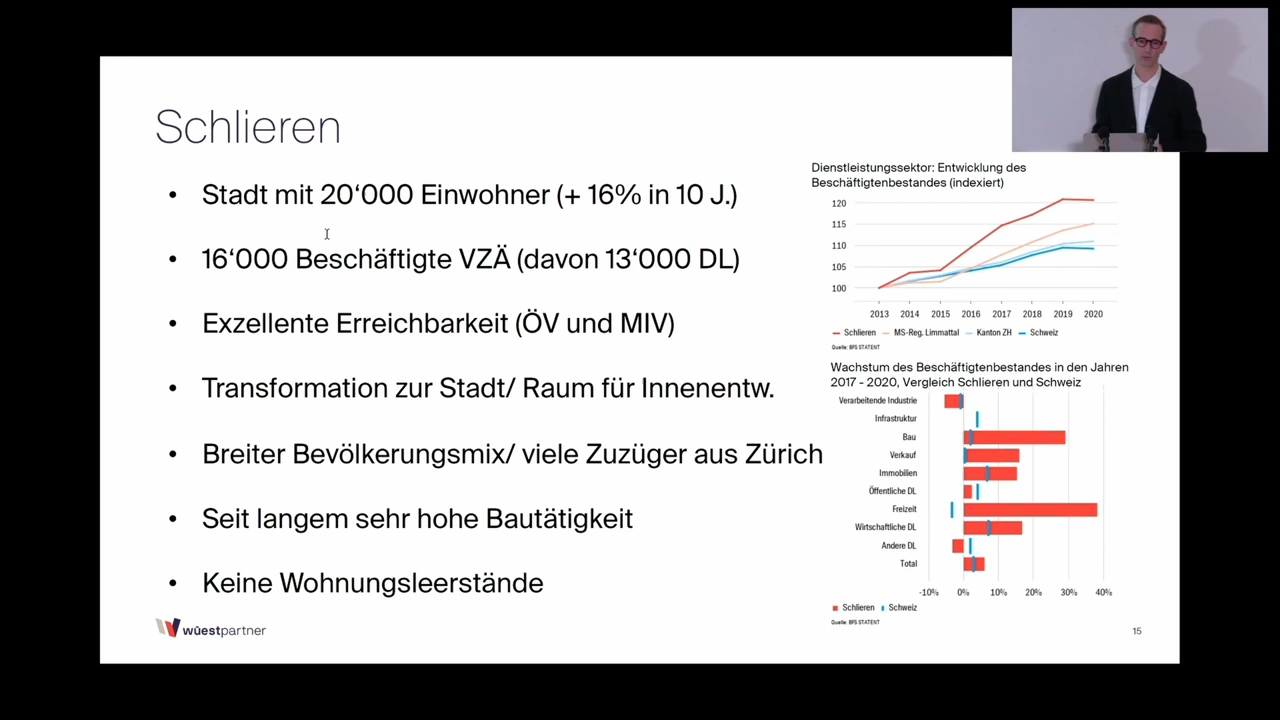 Schlieren
• Stadt mit 20‘000 Einwohner (+ 16% in 10 J.)
• 16‘000 Beschäftigte VZÄ (davon 13‘000 DL)
• Exzellente Erreichbarkeit (ÖV und MIV)
• Transformation zur Stadt/ Raum für Innenentw.
• Breiter Bevölkerungsmix/ viele Zuzüger aus Zürich
• Seit langem sehr hohe Bautätigkeit
• Keine Wohnungsleerstände
Dienstleistungssektor: Entwicklung des
Beschäftigtenbestandes (indexiert)
120
115
110
105
100
2013 2014 2015 2016 2017 2018 2019 2020
Schlieren MS-Reg. Limmattal Kanton ZH Schweiz
Quelle: BFS STATENT
Wachstum des Beschäftigtenbestandes in den Jahren
2017 - 2020, Vergleich Schlieren und Schweiz
Verarbeitende Industrie
Infrastruktur
Bau
Verkauf
Immobilien
Öffentliche DL
Freizeit
Wirtschaftliche DL
Andere DL
Total
-10% 0% 10% 20% 30% 40%
Schlieren Schweiz
Quelle: BFS STATENT
wüestpartner
15